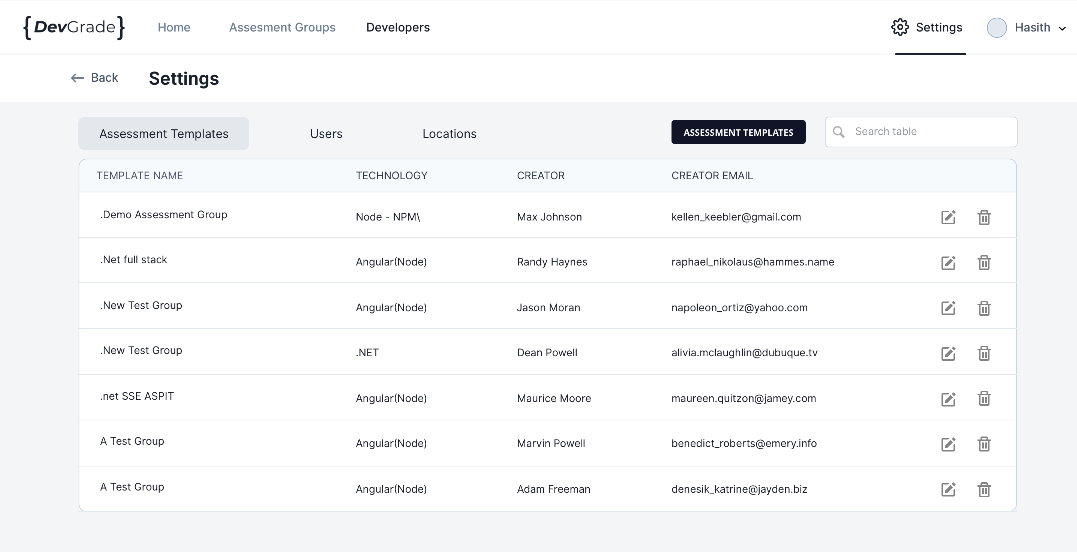 {DevGrade} Home Assesment Groups Developers Settings Hasith
Back Settings
Assessment Templates Users Locations ASSESSMENT TEMPLATES Search table
TEMPLATE NAME TECHNOLOGY CREATOR CREATOR EMAIL
.Demo Assessment Group Node - NPM\ Max Johnson kellen_keebler@gmail.com
.Net full stack Angular(Node) Randy Haynes raphael_nikolaus@hammes.name
.New Test Group Angular(Node) Jason Moran napoleon_ortiz@yahoo.com
.New Test Group .NET Dean Powell alivia.mclaughlin@dubuque.tv
.net SSE ASPIT Angular(Node) Maurice Moore maureen.quitzon@jamey.com
A Test Group Angular(Node) Marvin Powell benedict_roberts@emery.info
A Test Group Angular(Node) Adam Freeman denesik_katrine@jayden.biz